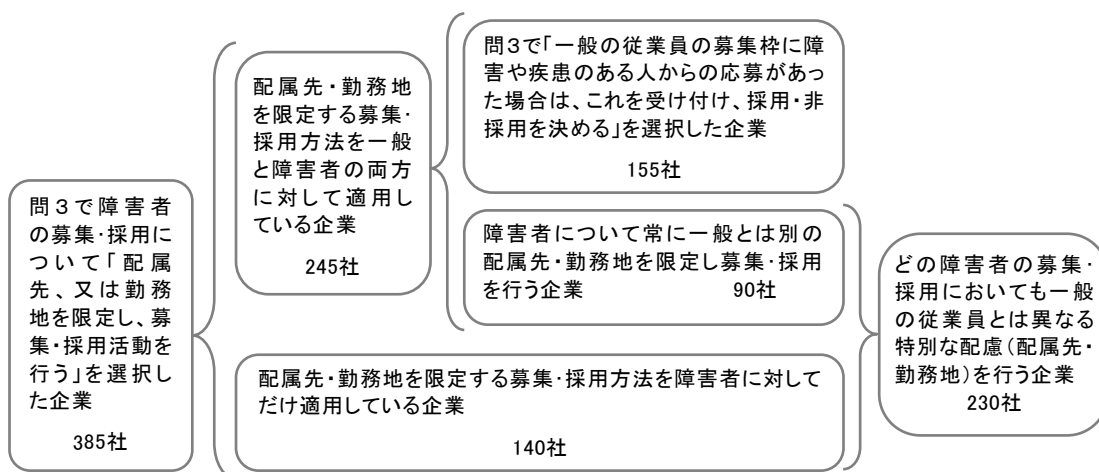 問3で障害者
の募集・採用に
ついて「配属
先、又は勤務
地を限定し、募
集・採用活動を
行う」を選択し
た企業
385社
配属先・勤務地
を限定する募集・
採用方法を一般
と障害者の両方
に対して適用し
ている企業
245社
問3で「一般の従業員の募集枠に障
害や疾患のある人からの応募があっ
た場合は、これを受け付け、採用・非
採用を決める」を選択した企業
155社
障害者について常に一般とは別の
配属先・勤務地を限定し募集・採用
を行う企業 90社
配属先・勤務地を限定する募集・採用方法を障害者に対して
だけ適用している企業
140社
どの障害者の募集・
採用においても一般
の従業員とは異なる
特別な配慮(配属先・
勤務地)を行う企業
230社